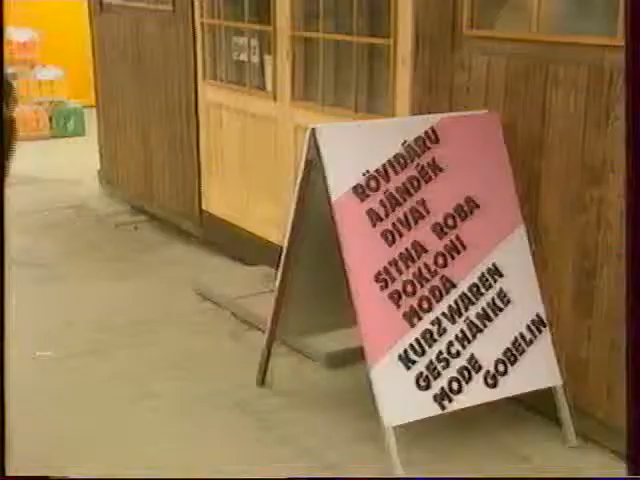 RÖVIDÁRU
AJÁNDÉK
DIVAT
SITNA ROBA
POKLONI
MODA
KURZWAREN
GESCHÄNKE
MODE GOBELIN